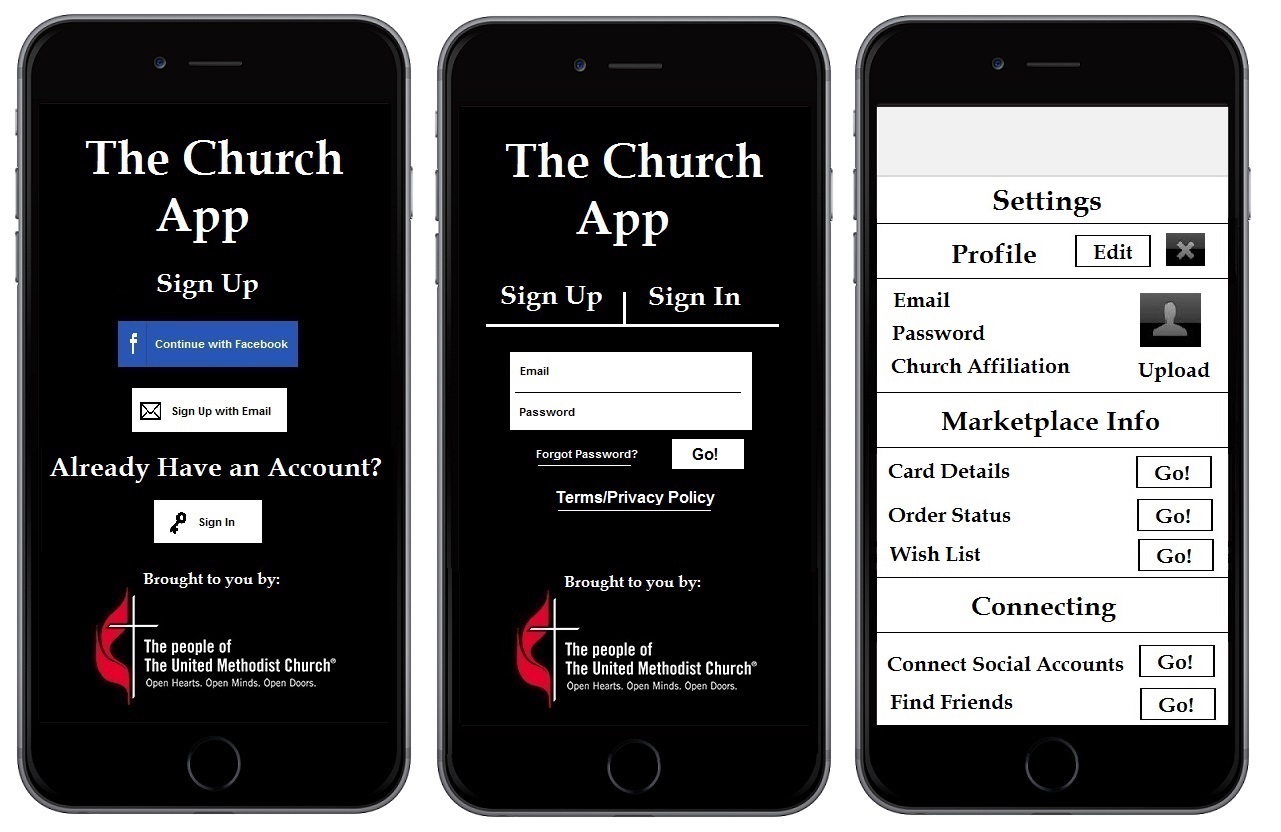 The Church
App
Sign Up
f Continue with Facebook
Sign Up with Email
Already Have an Account?
Sign In
Brought to you by:
The people of
The United Methodist Church®
Open Hearts. Open Minds. Open Doors.
The Church
App
Sign Up Sign In
Email
Password
Forgot Password? Go!
Terms/Privacy Policy
Brought to you by:
The people of
The United Methodist Church®
Open Hearts. Open Minds. Open Doors.
Settings
Profile Edit
Email
Password
Church Affiliation
Upload
Marketplace Info
Card Details Go!
Order Status Go!
Wish List Go!
Connecting
Connect Social Accounts Go!
Find Friends Go!